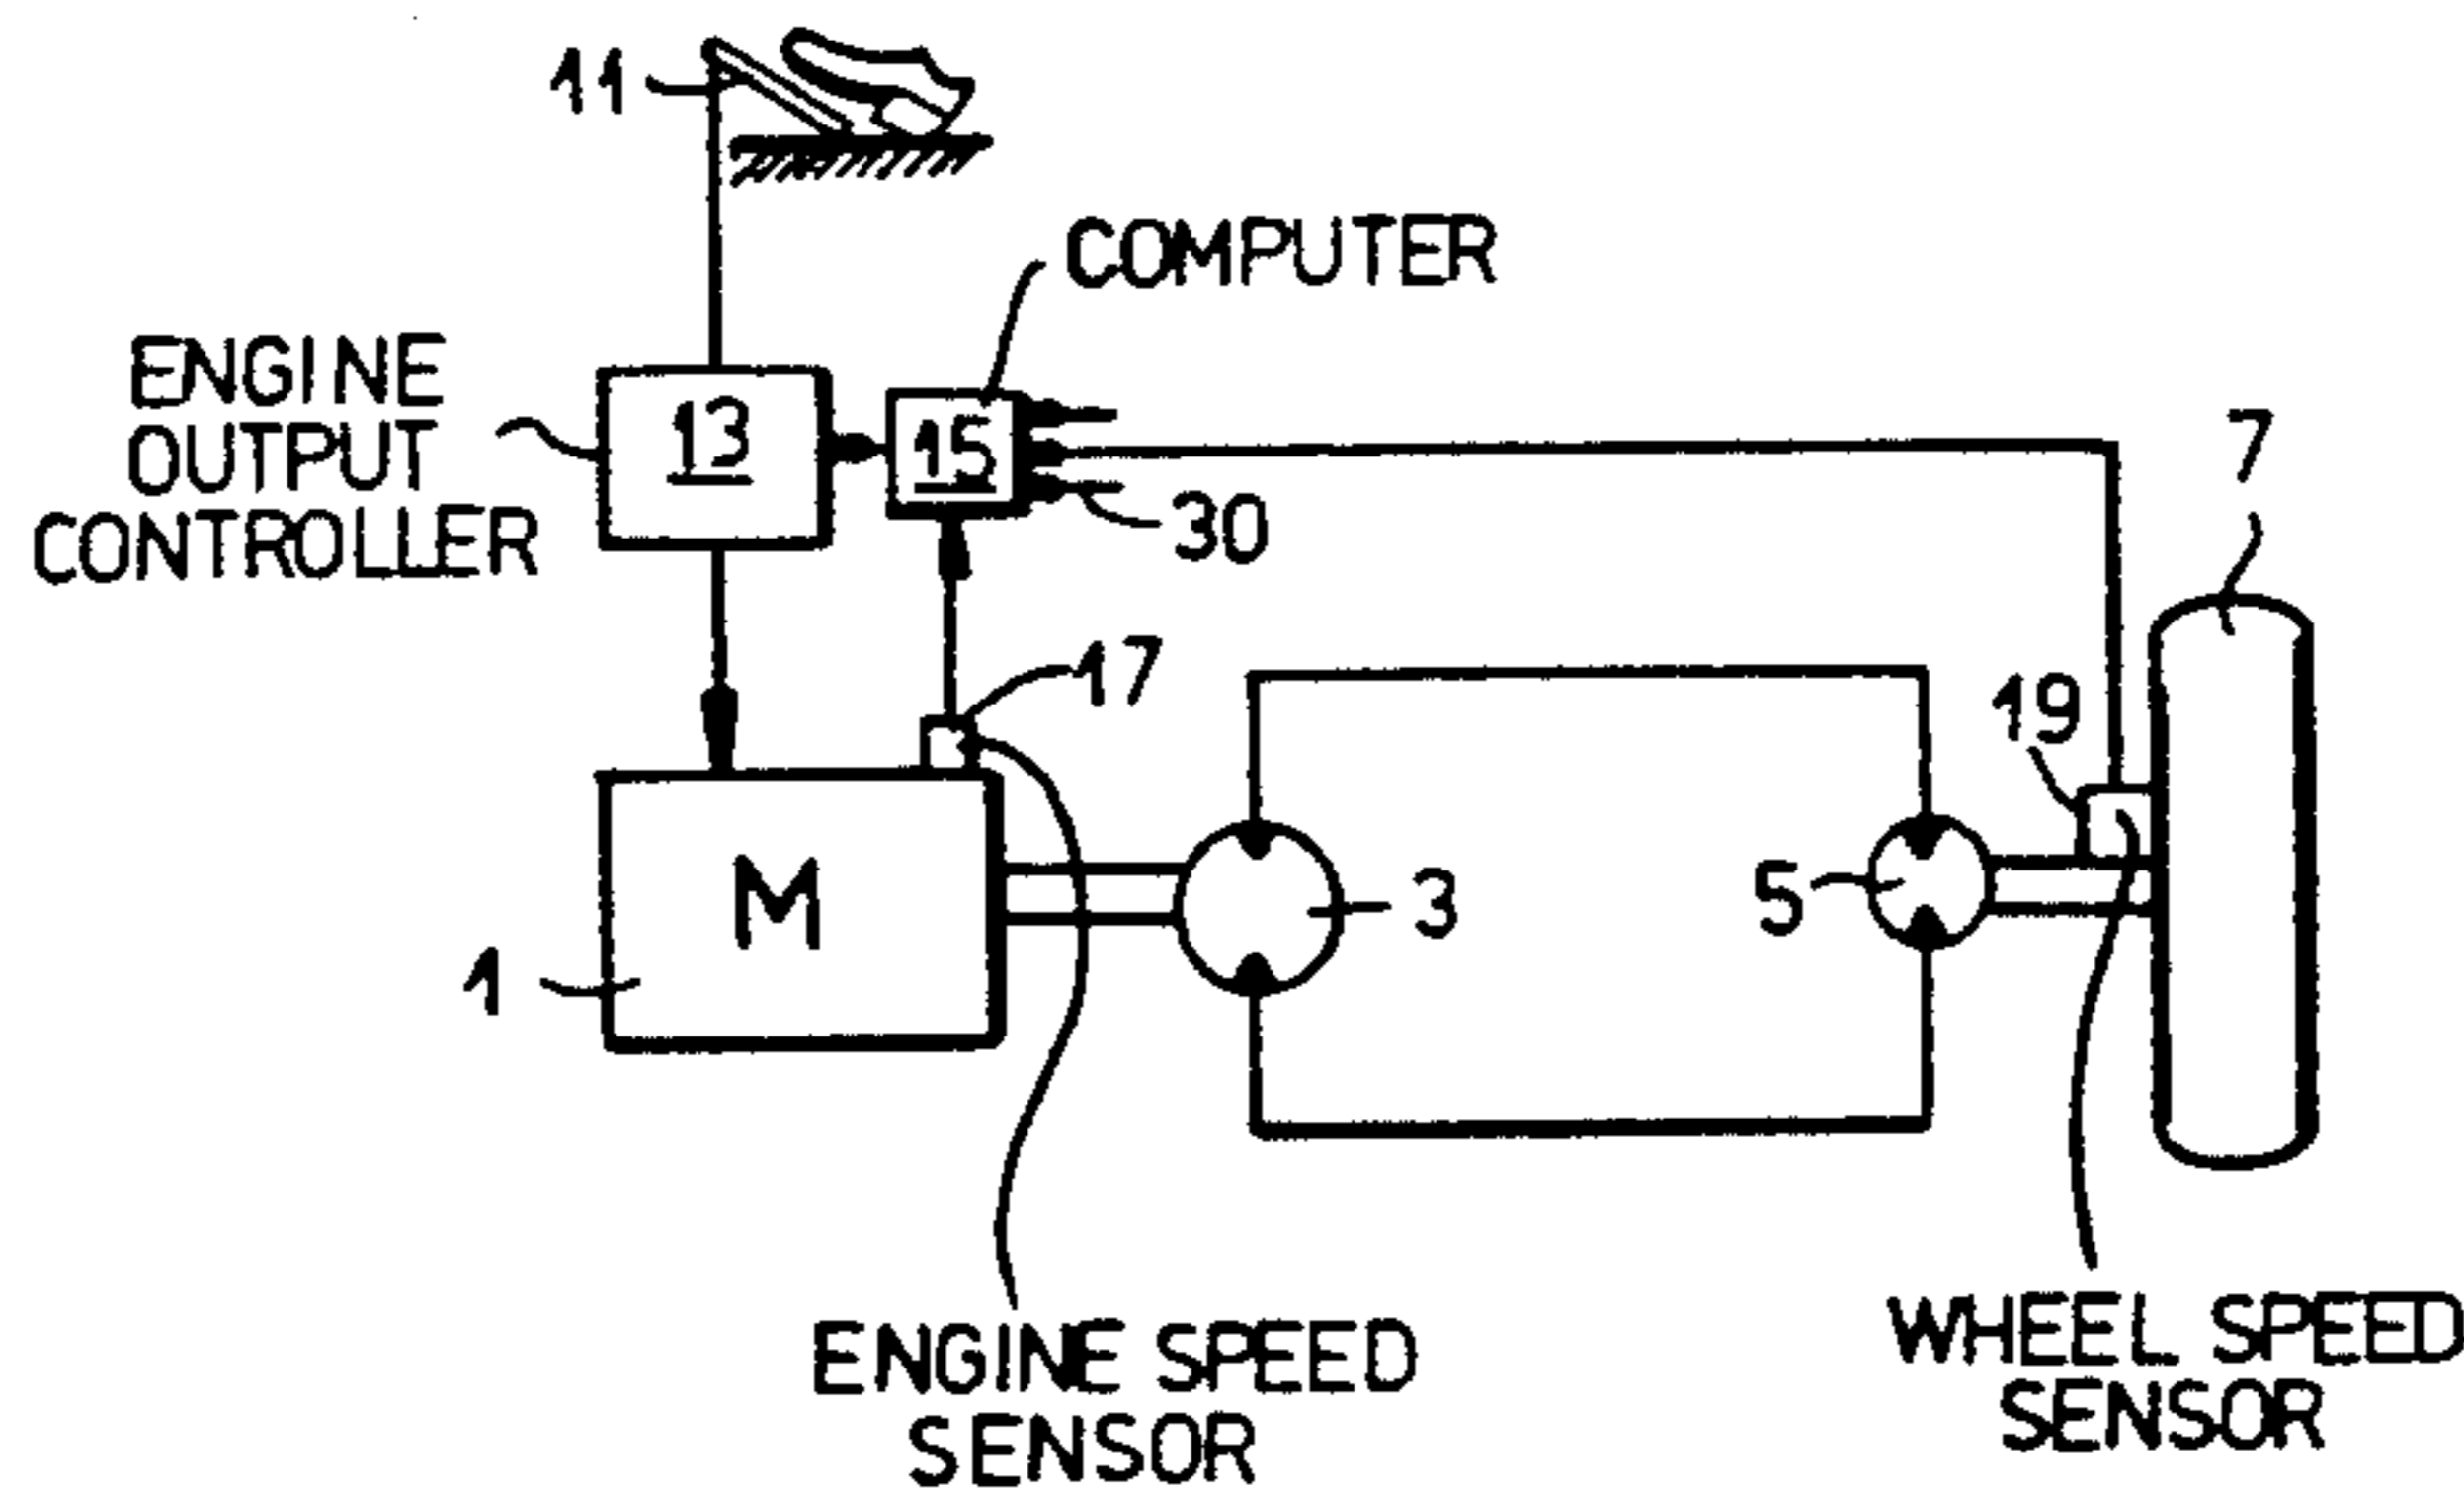 11
COMPUTER
ENGINE
OUTPUT
CONTROLLER
13
15
30
7
17
19
M
1
3
5
ENGINE SPEED
SENSOR
WHEEL SPEED
SENSOR